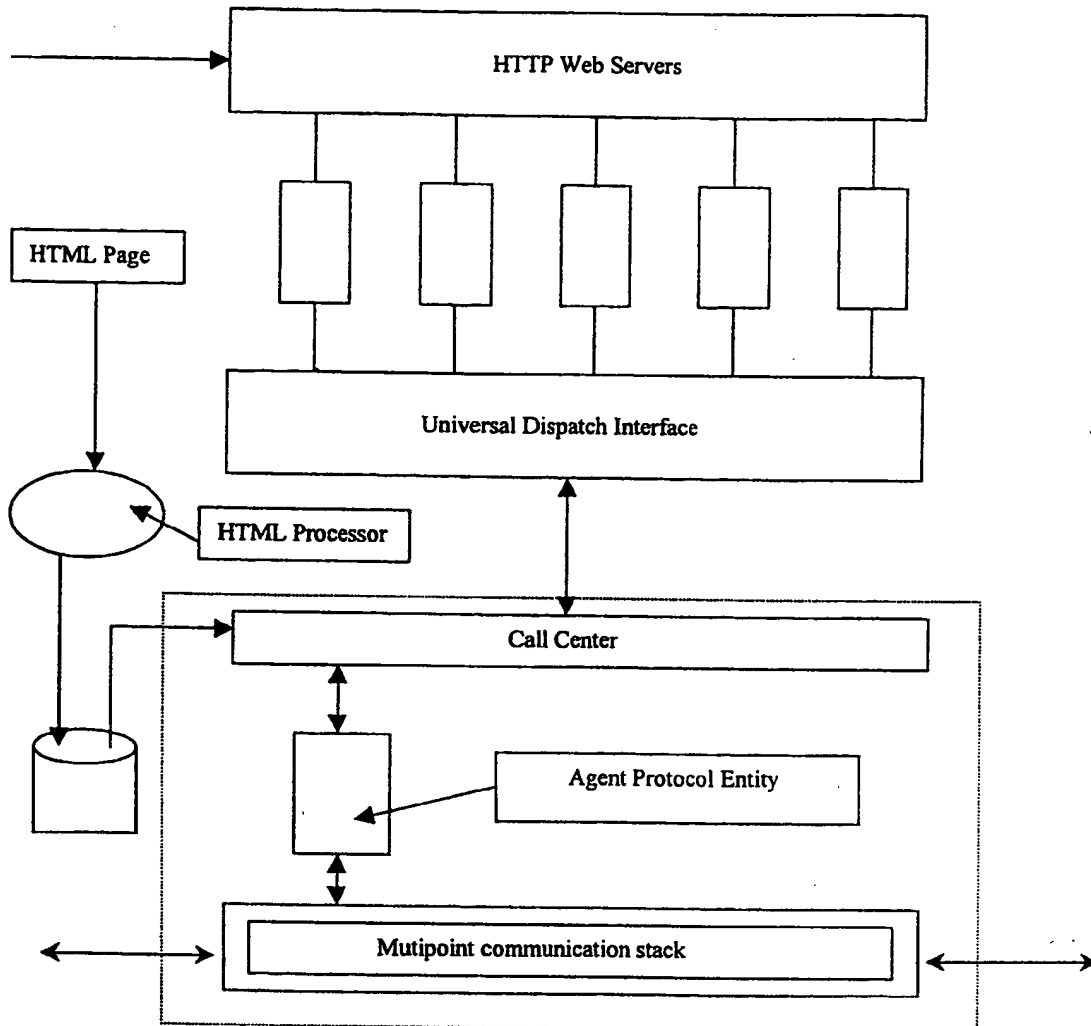 HTTP Web Servers
HTML Page
Universal Dispatch Interface
HTML Processor
Call Center
Agent Protocol Entity
Mutipoint communication stack